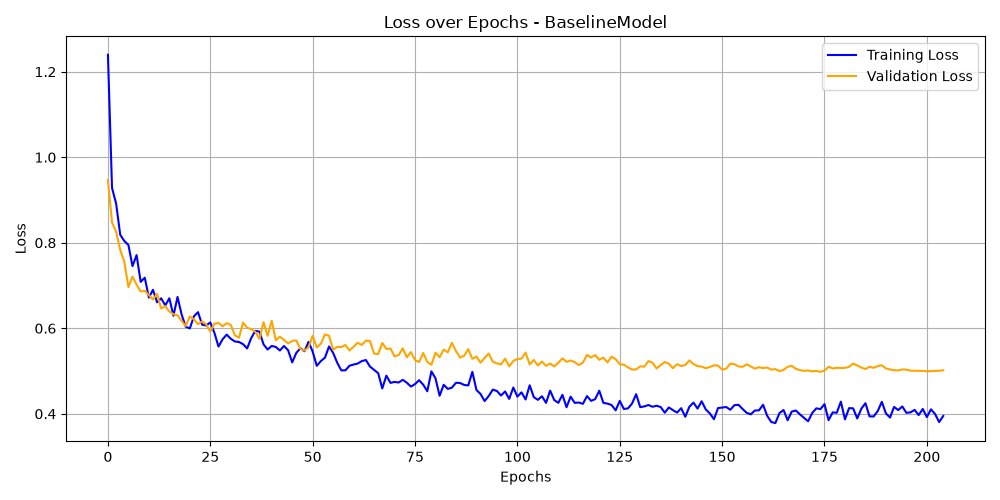 Loss over Epochs - BaselineModel
Training Loss
Validation Loss
Loss
1.2
1.0
0.8
0.6
0.4
0 25 50 75 100 125 150 175 200
Epochs